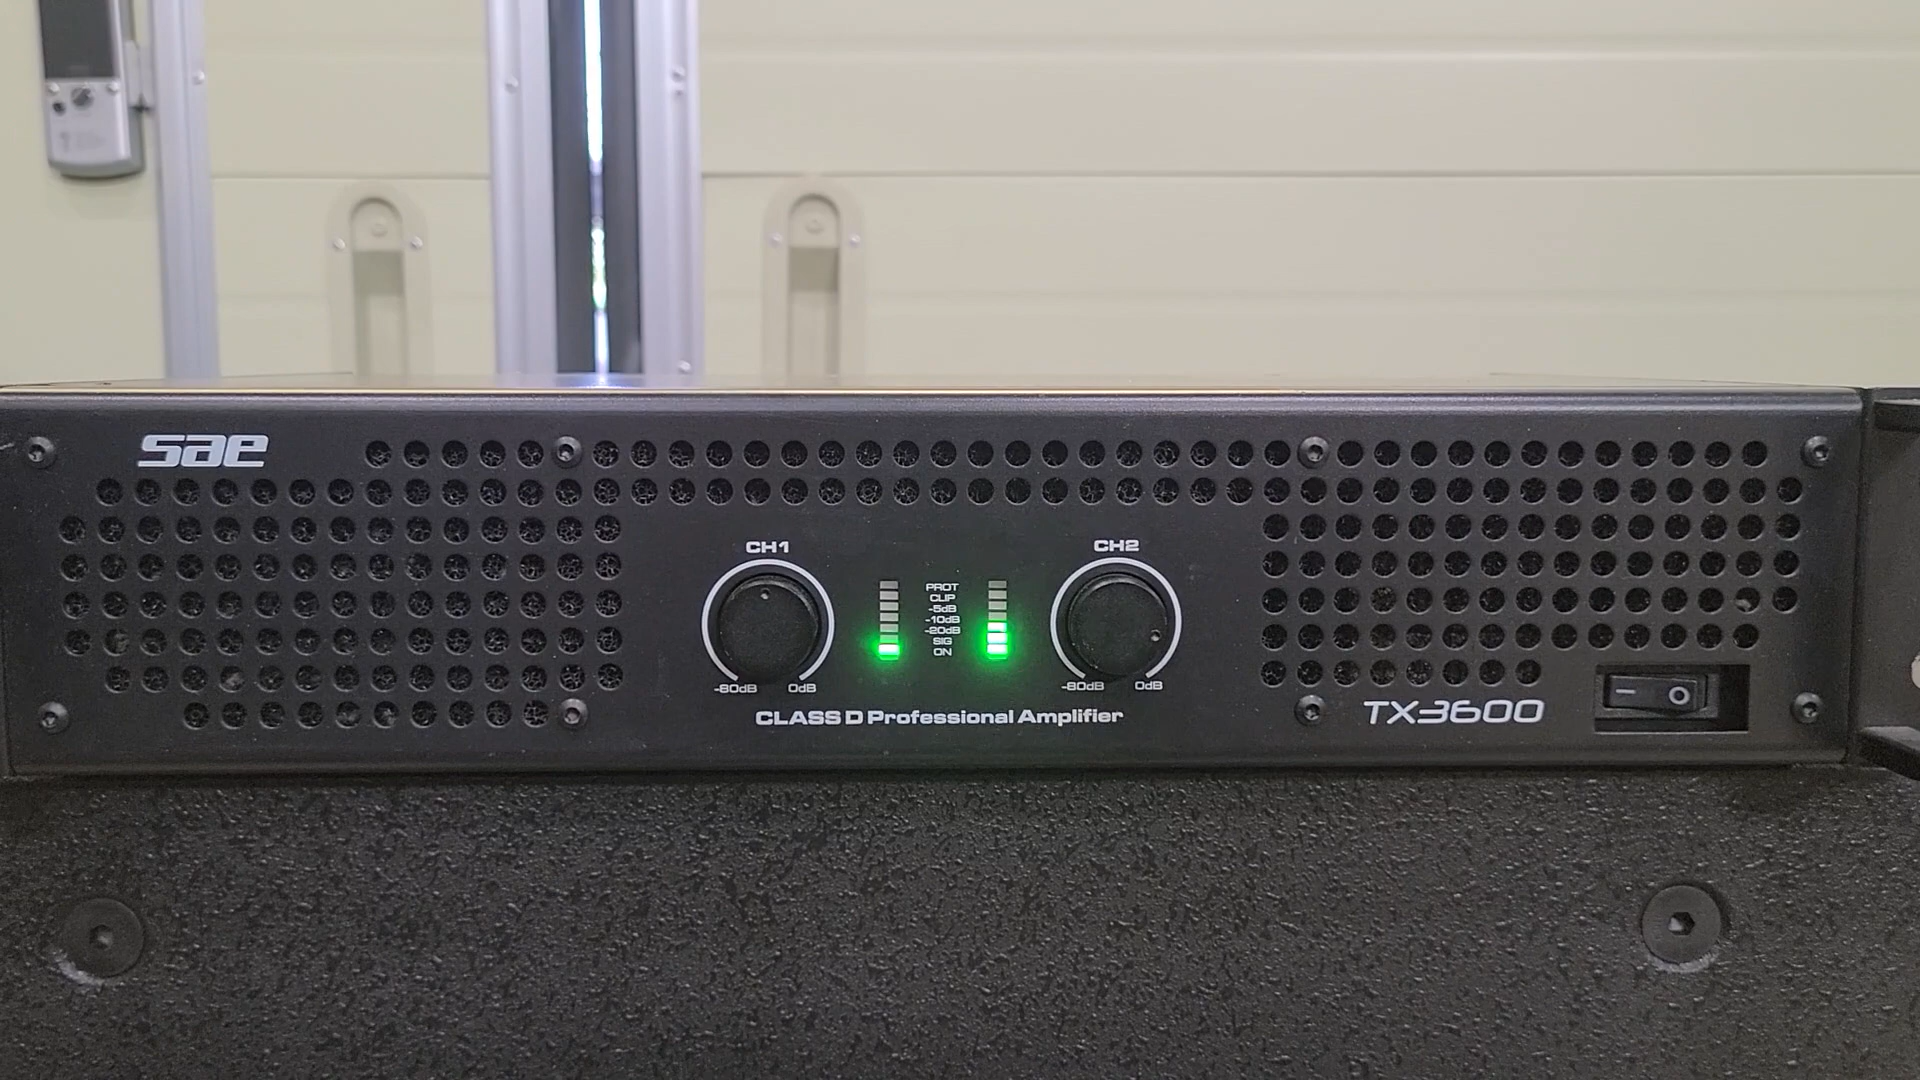 sae
CH1
CH2
PROT
CLIP
-5dB
-10dB
-20dB
SIG
ON
-80dB
0dB
-80dB
0dB
CLASS D Professional Amplifier
TX3600